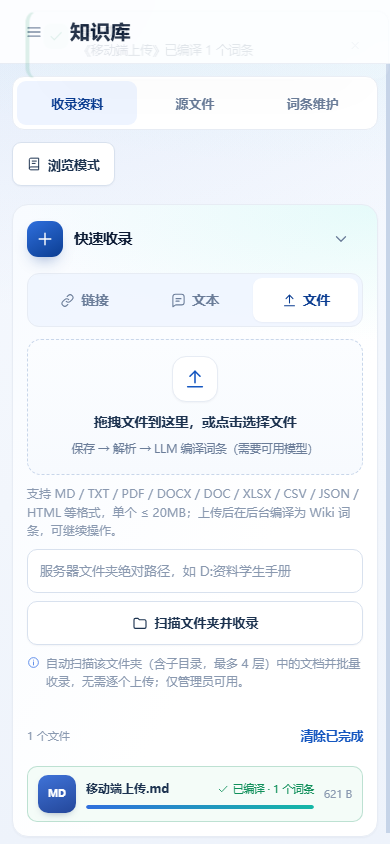 知识库
《移动端上传》已编译 1 个词条
收录资料
源文件
词条维护
浏览模式
快速收录
链接
文本
文件
拖拽文件到这里，或点击选择文件
保存 → 解析 → LLM 编译词条（需要可用模型）
支持 MD / TXT / PDF / DOCX / DOC / XLSX / CSV / JSON /
HTML 等格式，单个 ≤ 20MB；上传后在后台编译为 Wiki 词
条，可继续操作。
服务器文件夹绝对路径，如 D:资料学生手册
扫描文件夹并收录
自动扫描该文件夹（含子目录，最多 4 层）中的文档并批量
收录，无需逐个上传；仅管理员可用。
1 个文件
清除已完成
MD
移动端上传.md
已编译 · 1 个词条
621 B